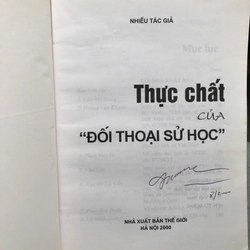 NHIỀU TÁC GIẢ
Thực chất
CỦA
“ĐỐI THOẠI SỬ HỌC”
NHÀ XUẤT BẢN THẾ GIỚI
HÀ NỘI 2000